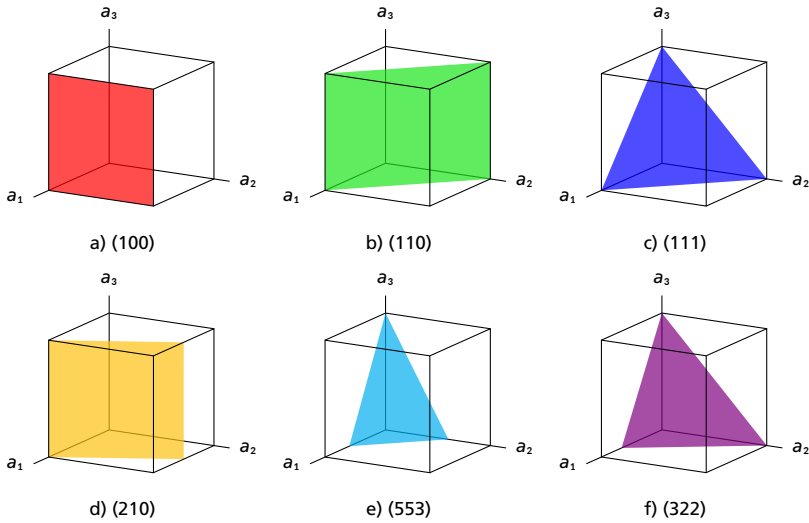 a₃
a₁
a₂
a) (100)
a₃
a₁
a₂
b) (110)
a₃
a₁
a₂
c) (111)
a₃
a₁
a₂
d) (210)
a₃
a₁
a₂
e) (553)
a₃
a₁
a₂
f) (322)